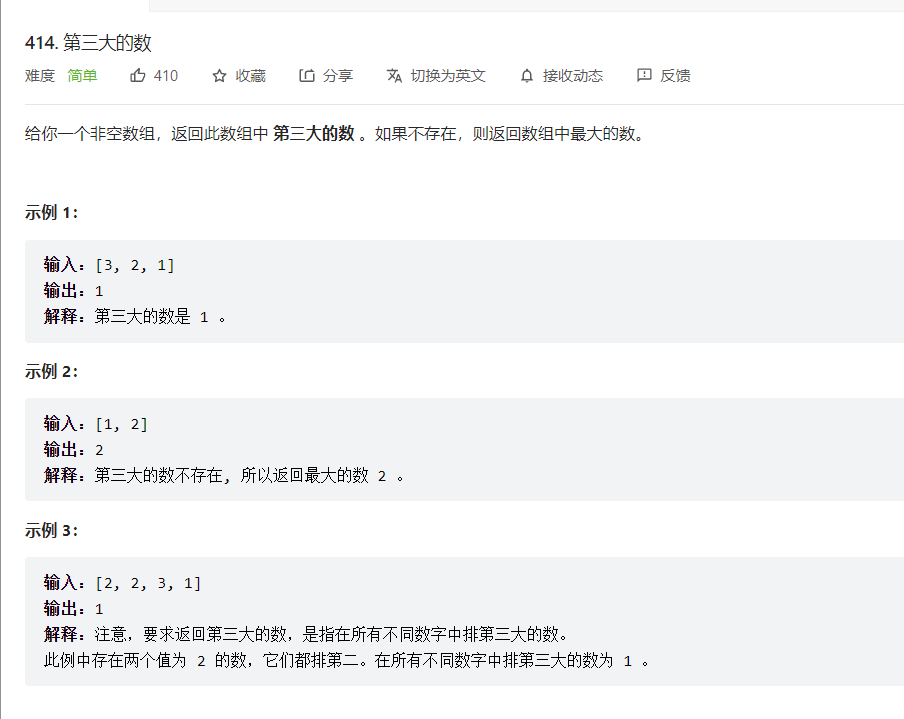 414. 第三大的数
难度 简单 410 收藏 分享 切换为英文 接收动态 反馈
给你一个非空数组，返回此数组中 第三大的数 。如果不存在，则返回数组中最大的数。
示例 1：
输入：[3, 2, 1]
输出：1
解释：第三大的数是 1 。
示例 2：
输入：[1, 2]
输出：2
解释：第三大的数不存在, 所以返回最大的数 2 。
示例 3：
输入：[2, 2, 3, 1]
输出：1
解释：注意，要求返回第三大的数，是指在所有不同数字中排第三大的数。
此例中存在两个值为 2 的数，它们都排第二。在所有不同数字中排第三大的数为 1 。